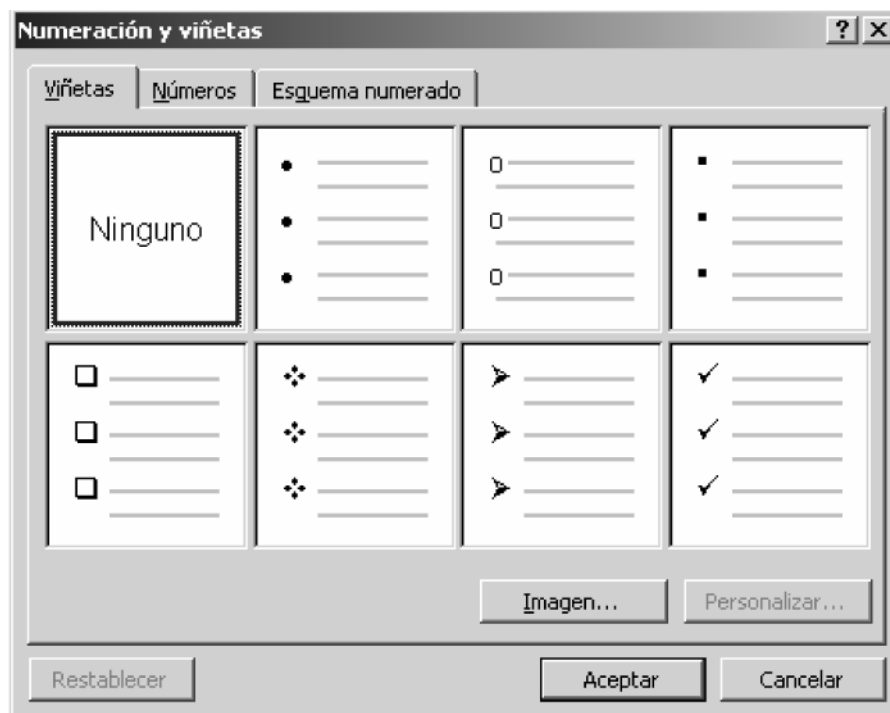 Numeración y viñetas
Viñetas Números Esquema numerado
Ninguno
Imagen... Personalizar...
Restablecer Aceptar Cancelar